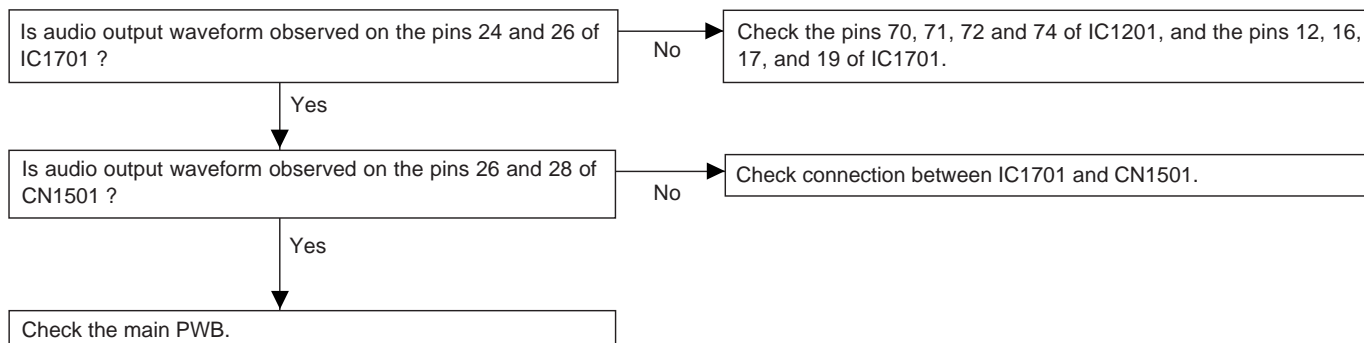 Is audio output waveform observed on the pins 24 and 26 of
IC1701 ?
No
Check the pins 70, 71, 72 and 74 of IC1201, and the pins 12, 16,
17, and 19 of IC1701.
Yes
Is audio output waveform observed on the pins 26 and 28 of
CN1501 ?
No
Check connection between IC1701 and CN1501.
Yes
Check the main PWB.